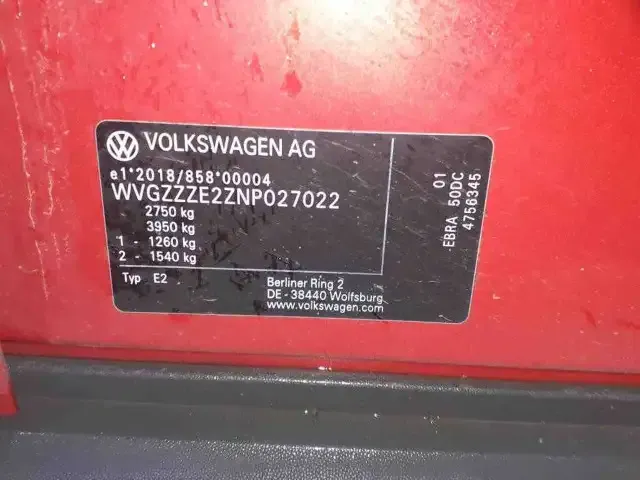 VOLKSWAGEN AG
e1*2018/858*00004
WVGZZZE2ZNP027022
2750 kg
3950 kg
1 - 1260 kg
2 - 1540 kg
Typ E2
Berliner Ring 2
DE - 38440 Wolfsburg
www.volkswagen.com
01
EBRA 50DC
4756345